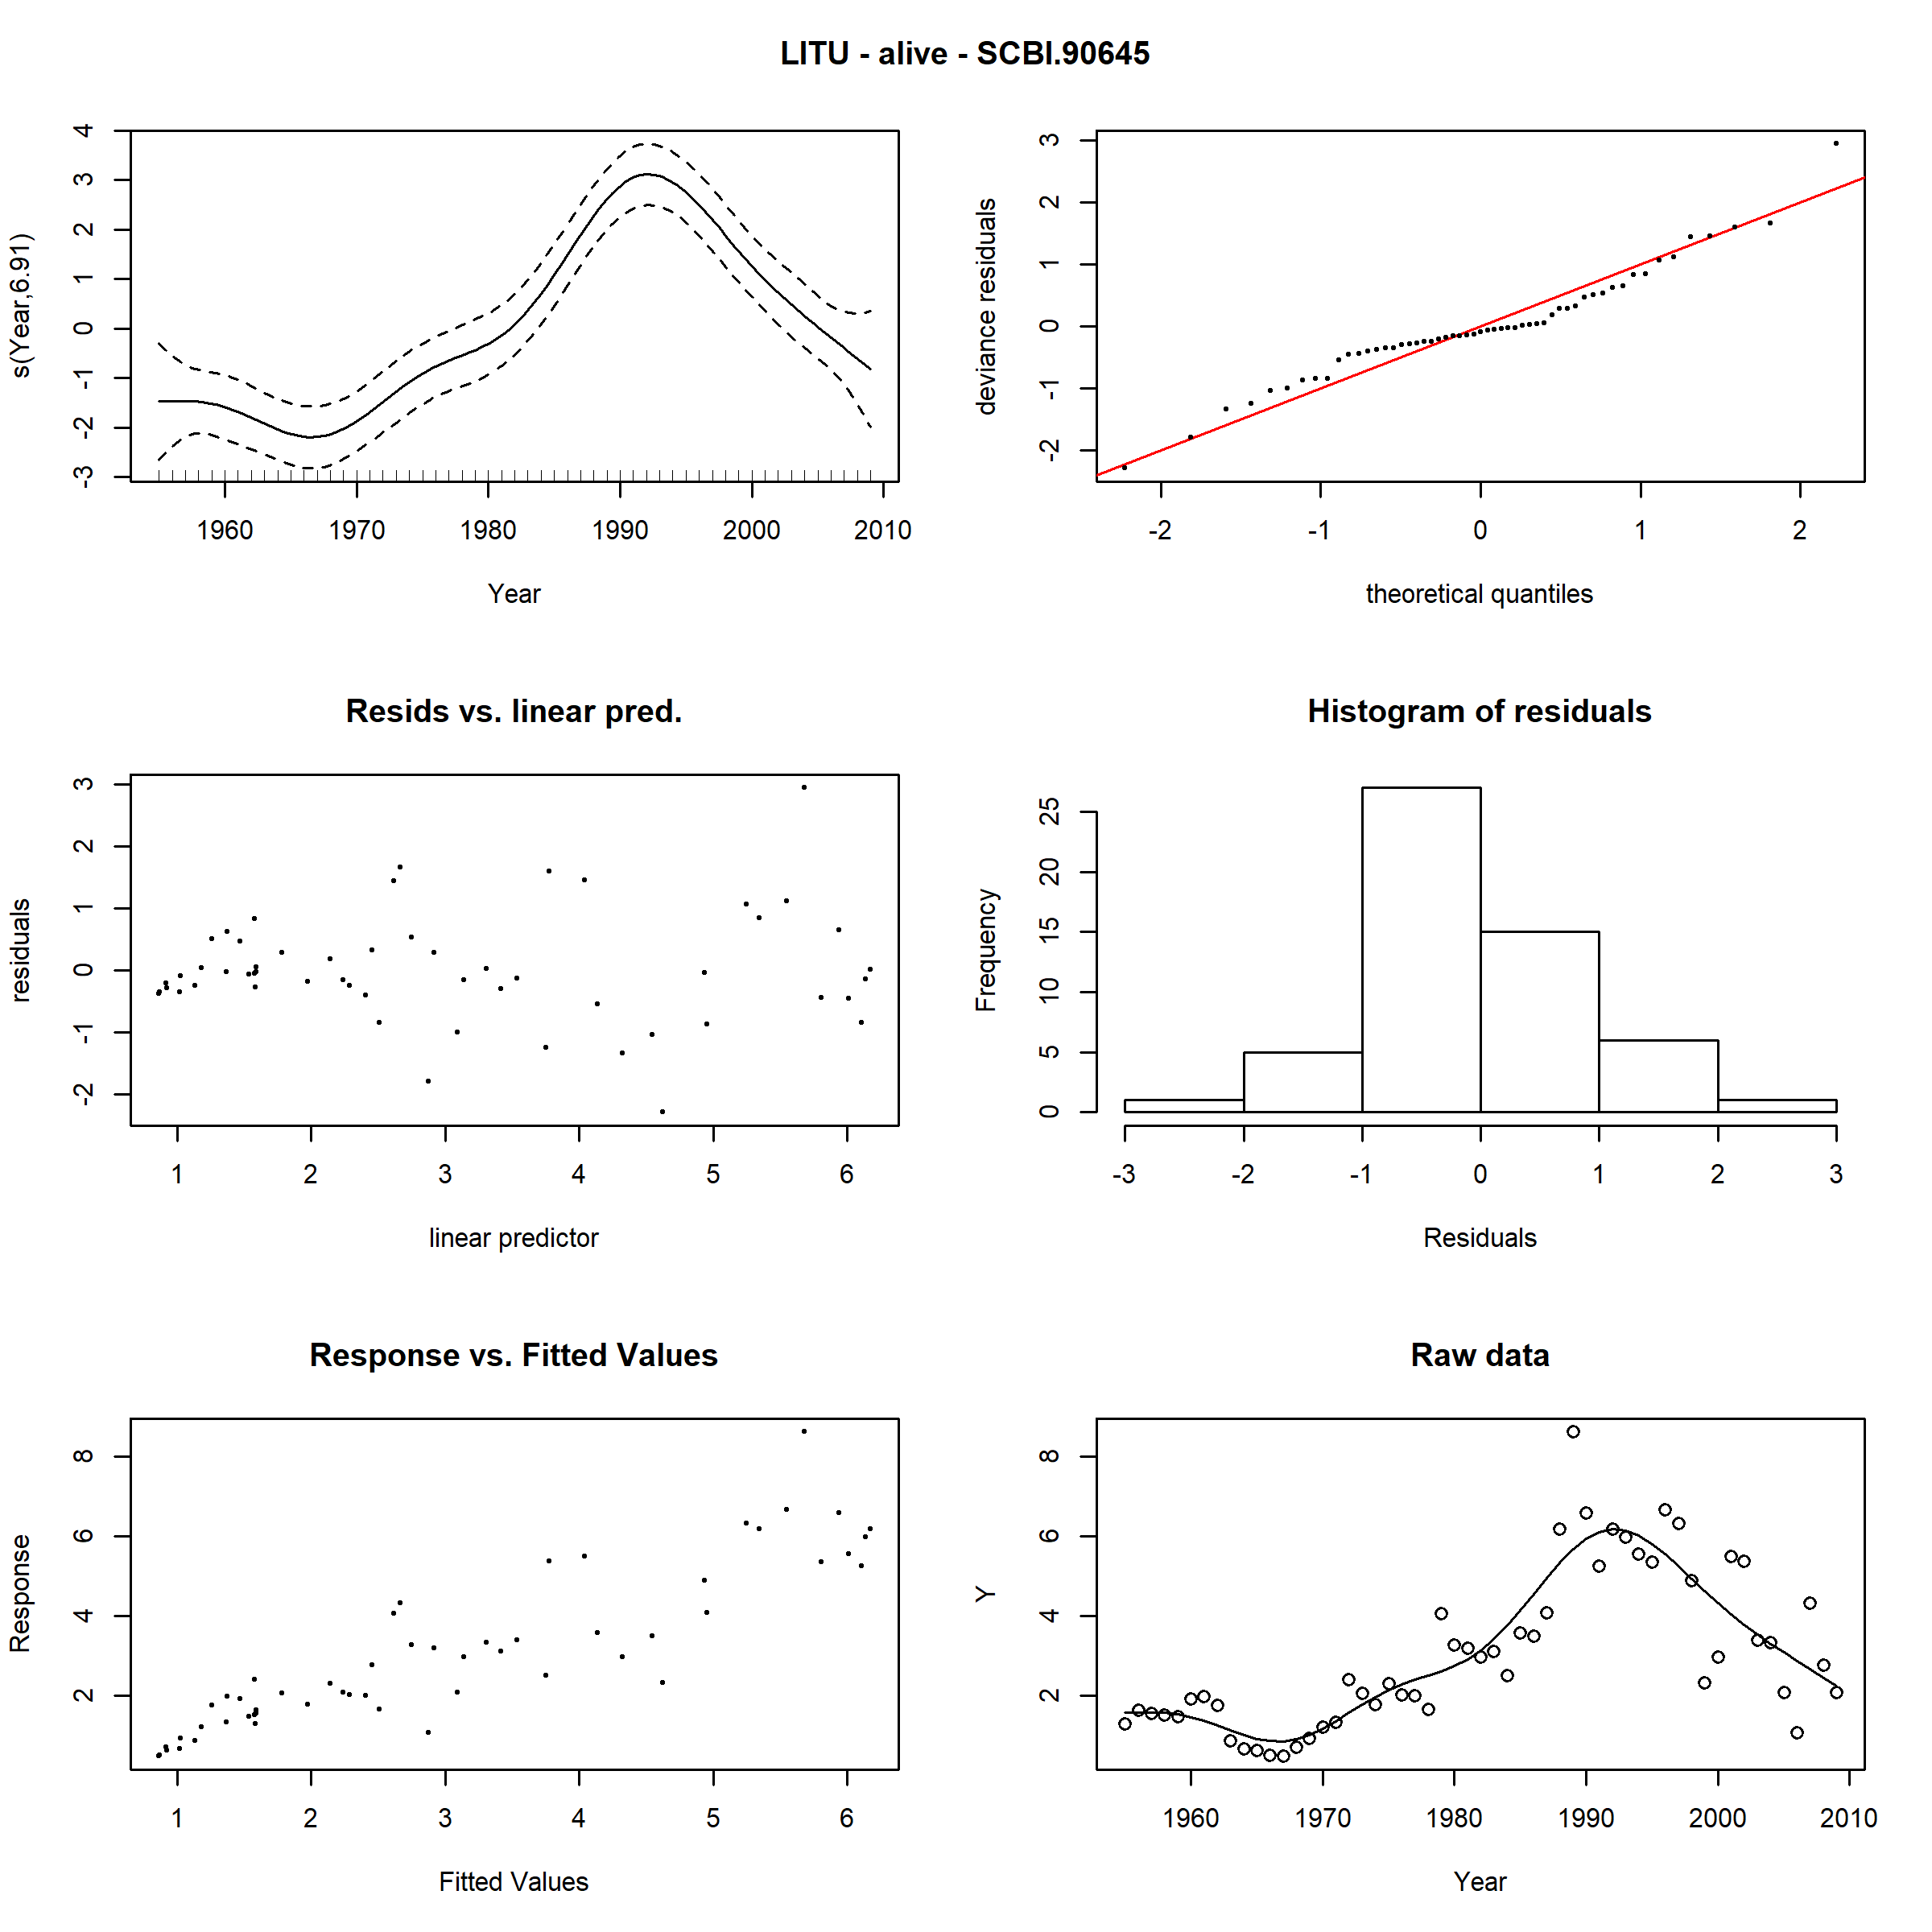 LITU - alive - SCBI.90645
s(Year,6.91)
4
3
2
1
0
-1
-2
-3
1960 1970 1980 1990 2000 2010
Year
deviance residuals
3
2
1
0
-1
-2
-2 -1 0 1 2
theoretical quantiles
Resids vs. linear pred.
residuals
3
2
1
0
-1
-2
1 2 3 4 5 6
linear predictor
Histogram of residuals
Frequency
25
20
15
10
5
0
-3 -2 -1 0 1 2 3
Residuals
Response vs. Fitted Values
Response
8
6
4
2
1 2 3 4 5 6
Fitted Values
Raw data
Y
8
6
4
2
1960 1970 1980 1990 2000 2010
Year